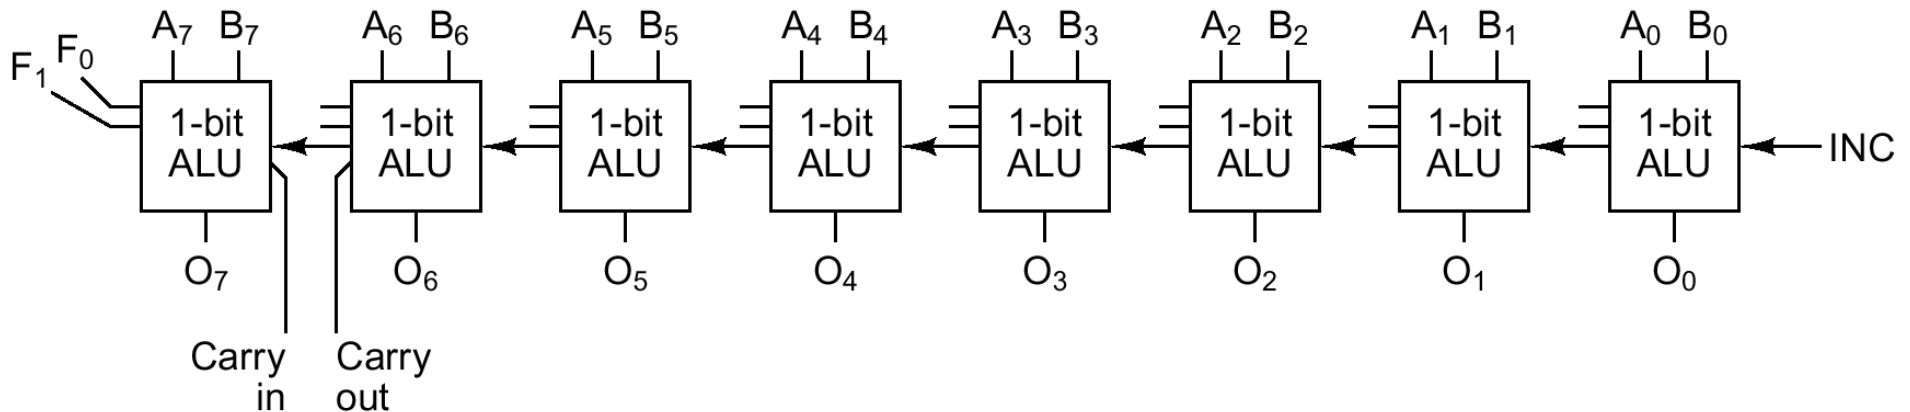 F₁ F₀ A₇ B₇ A₆ B₆ A₅ B₅ A₄ B₄ A₃ B₃ A₂ B₂ A₁ B₁ A₀ B₀
1-bit 1-bit 1-bit 1-bit 1-bit 1-bit 1-bit 1-bit
ALU ALU ALU ALU ALU ALU ALU ALU INC
O₇ O₆ O₅ O₄ O₃ O₂ O₁ O₀
Carry Carry
in out